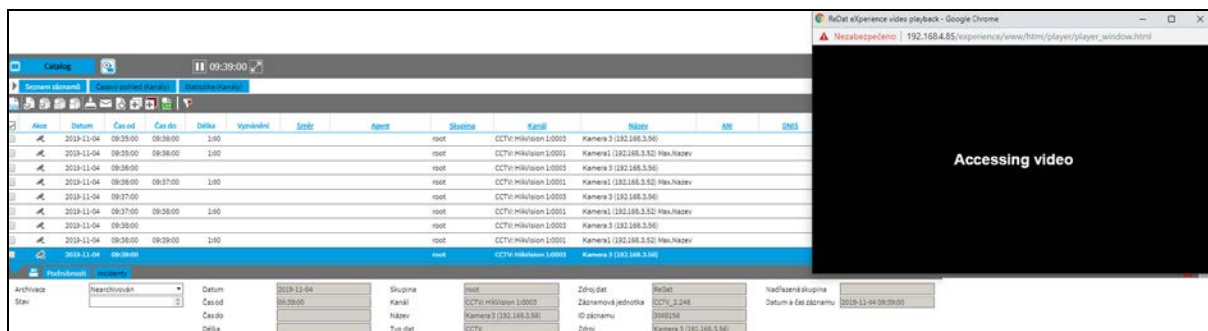 ReDat eXperience video playback - Google Chrome
Nezabezpečeno | 192.168.4.85/experience/www/html/player/player_window.html
Accessing video
Catalog 09:39:00
Seznam záznamů Časový pohled (Kanály) Statistika (Kanály)
Akce Datum Čas od Čas do Délka Vymánění Směr Agent Skupina Kanál Název ANI DNIS
2019-11-04 09:35:00 09:36:00 1:00 root CCTV: HikVision 1:0003 Kamera 3 (192.168.3.56)
2019-11-04 09:35:00 09:36:00 1:00 root CCTV: HikVision 1:0001 Kamera1 (192.168.3.52) Max.Nazev
2019-11-04 09:36:00 root CCTV: HikVision 1:0003 Kamera 3 (192.168.3.56)
2019-11-04 09:36:00 09:37:00 1:00 root CCTV: HikVision 1:0001 Kamera1 (192.168.3.52) Max.Nazev
2019-11-04 09:37:00 root CCTV: HikVision 1:0003 Kamera 3 (192.168.3.56)
2019-11-04 09:37:00 09:38:00 1:00 root CCTV: HikVision 1:0001 Kamera1 (192.168.3.52) Max.Nazev
2019-11-04 09:38:00 root CCTV: HikVision 1:0003 Kamera 3 (192.168.3.56)
2019-11-04 09:38:00 09:39:00 1:00 root CCTV: HikVision 1:0001 Kamera1 (192.168.3.52) Max.Nazev
2019-11-04 09:39:00 root CCTV: HikVision 1:0003 Kamera 3 (192.168.3.56)
Podrobnosti Incidenty
Archivace Nearchivován Datum 2019-11-04 Skupina root Zdroj dat ReDat Nadřazená skupina
Stav Čas od 09:39:00 Kanál CCTV: HikVision 1:0003 Záznamová jednotka CCTV_2.248 Datum a čas záznamu 2019-11-04 09:39:00
Čas do Název Kamera 3 (192.168.3.56) ID záznamu 3069156
Délka Typ dat CCTV Zdroj Kamera 3 (192.168.3.56)